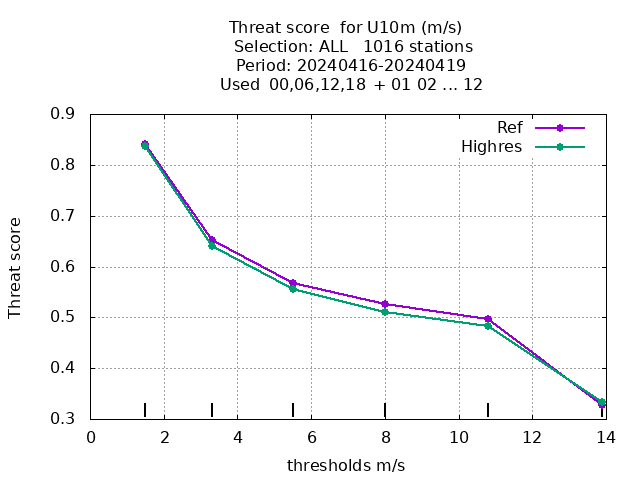 Threat score  for U10m (m/s)
Selection: ALL   1016 stations
Period: 20240416-20240419
Used  00,06,12,18  + 01 02 ... 12
Ref
Highres
0.9
0.8
0.7
0.6
0.5
0.4
0.3
Threat score
0 2 4 6 8 10 12 14
thresholds m/s